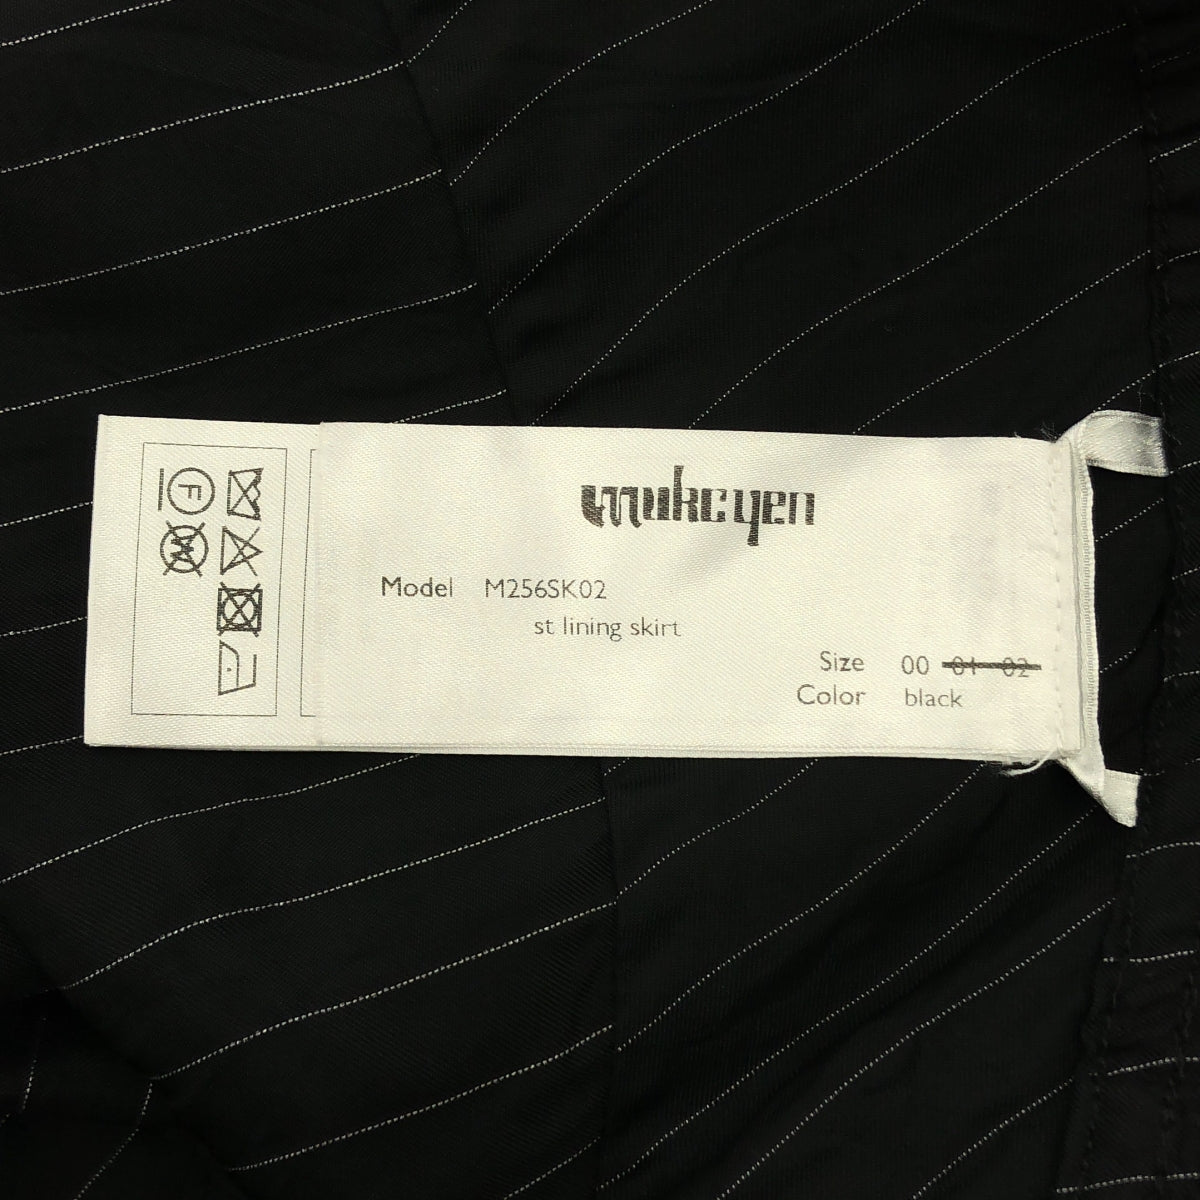 mukcyen
Model M256SK02
st lining skirt
Size 00 01 02
Color black
F
W